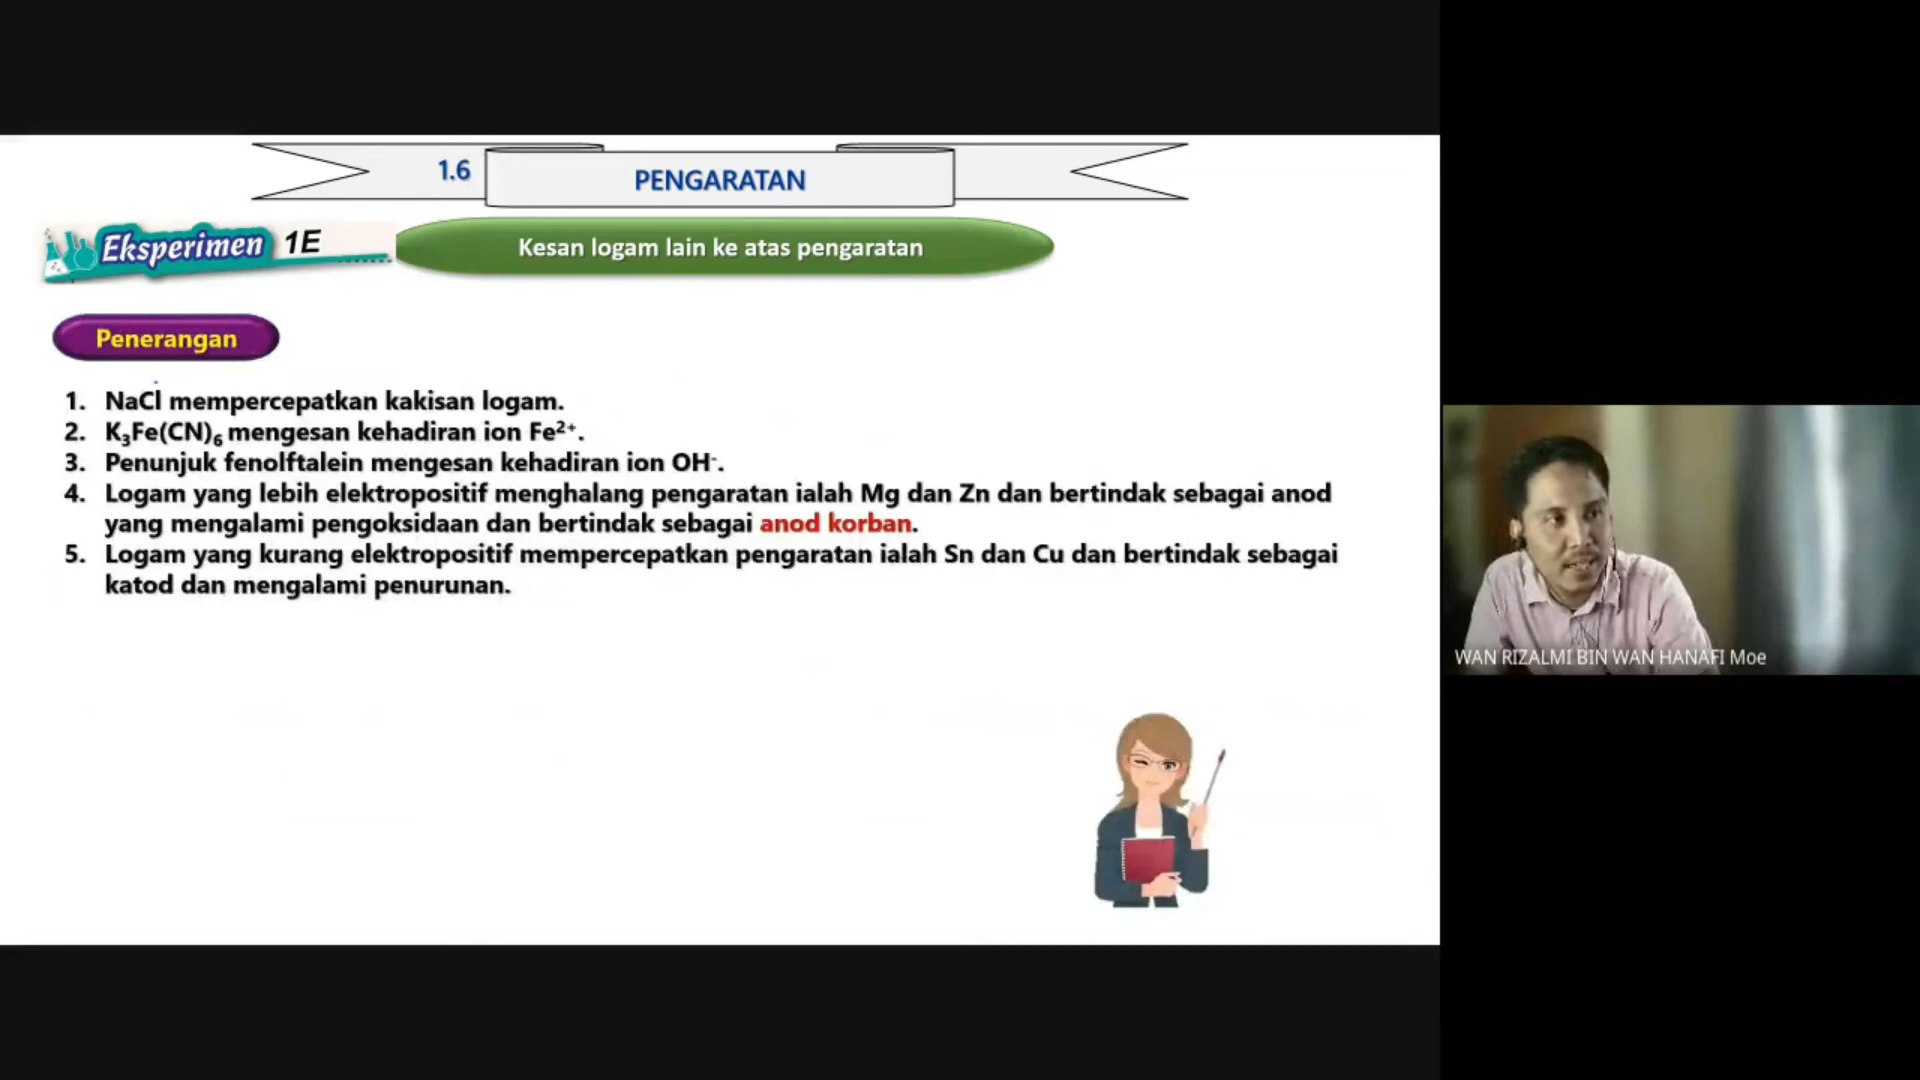 1.6
PENGARATAN
Eksperimen 1E
Kesan logam lain ke atas pengaratan
Penerangan
1. NaCl mempercepatkan kakisan logam.
2. K₃Fe(CN)₆ mengesan kehadiran ion Fe²⁺.
3. Penunjuk fenolftalein mengesan kehadiran ion OH⁻.
4. Logam yang lebih elektropositif menghalang pengaratan ialah Mg dan Zn dan bertindak sebagai anod
yang mengalami pengoksidaan dan bertindak sebagai anod korban.
5. Logam yang kurang elektropositif mempercepatkan pengaratan ialah Sn dan Cu dan bertindak sebagai
katod dan mengalami penurunan.
WAN RIZALMI BIN WAN HANAFI Moe